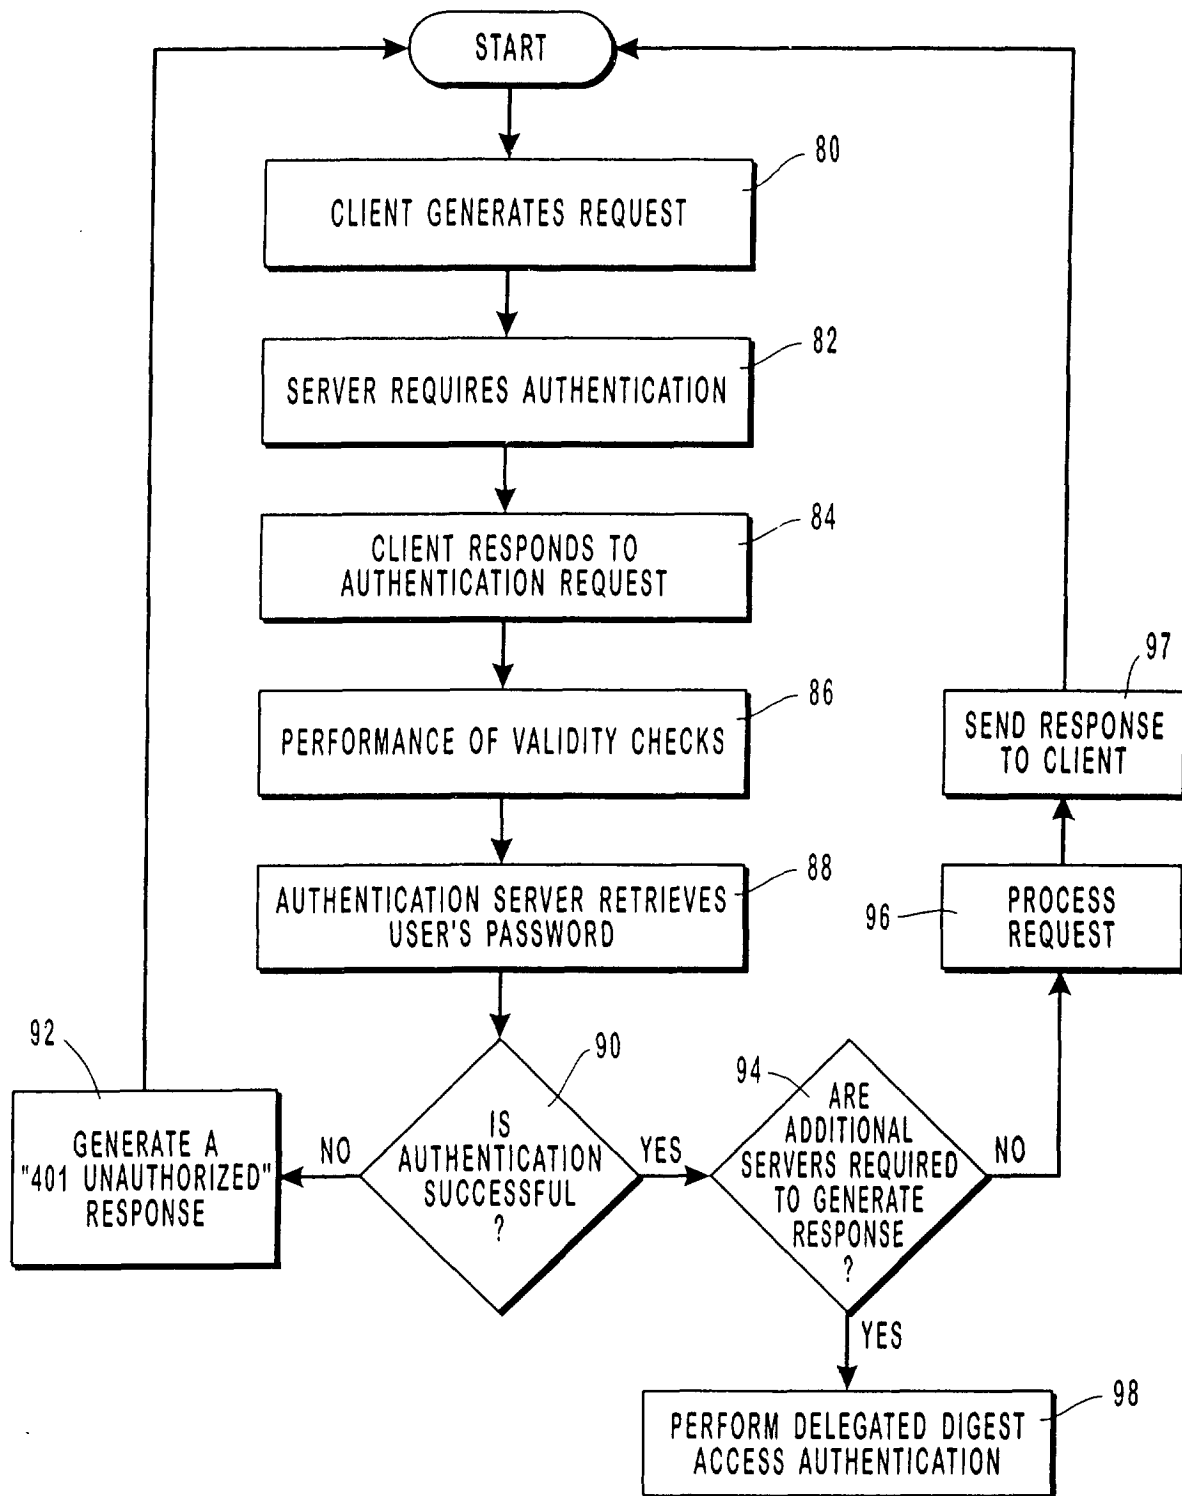 START
80
CLIENT GENERATES REQUEST
82
SERVER REQUIRES AUTHENTICATION
84
CLIENT RESPONDS TO
AUTHENTICATION REQUEST
86
PERFORMANCE OF VALIDITY CHECKS
97
SEND RESPONSE
TO CLIENT
88
AUTHENTICATION SERVER RETRIEVES
USER'S PASSWORD
96
PROCESS
REQUEST
92
GENERATE A
"401 UNAUTHORIZED"
RESPONSE
NO
90
IS
AUTHENTICATION
SUCCESSFUL
?
YES
94
ARE
ADDITIONAL
SERVERS REQUIRED
TO GENERATE
RESPONSE
?
NO
YES
98
PERFORM DELEGATED DIGEST
ACCESS AUTHENTICATION